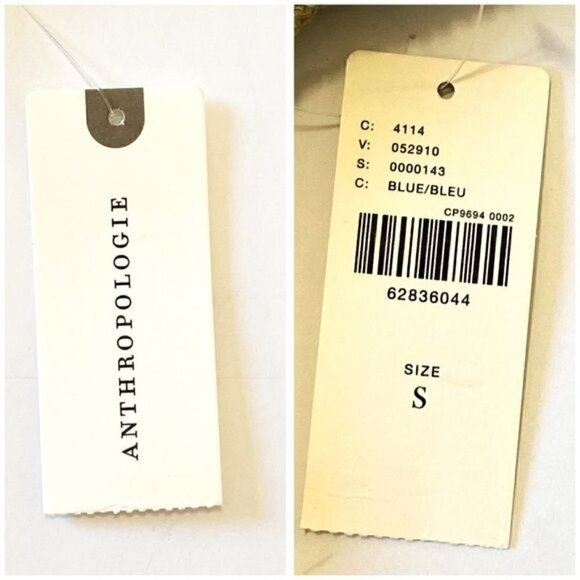 ANTHROPOLOGIE
C: 4114
V: 052910
S: 0000143
C: BLUE/BLEU
CP9694 0002
62836044
SIZE
S